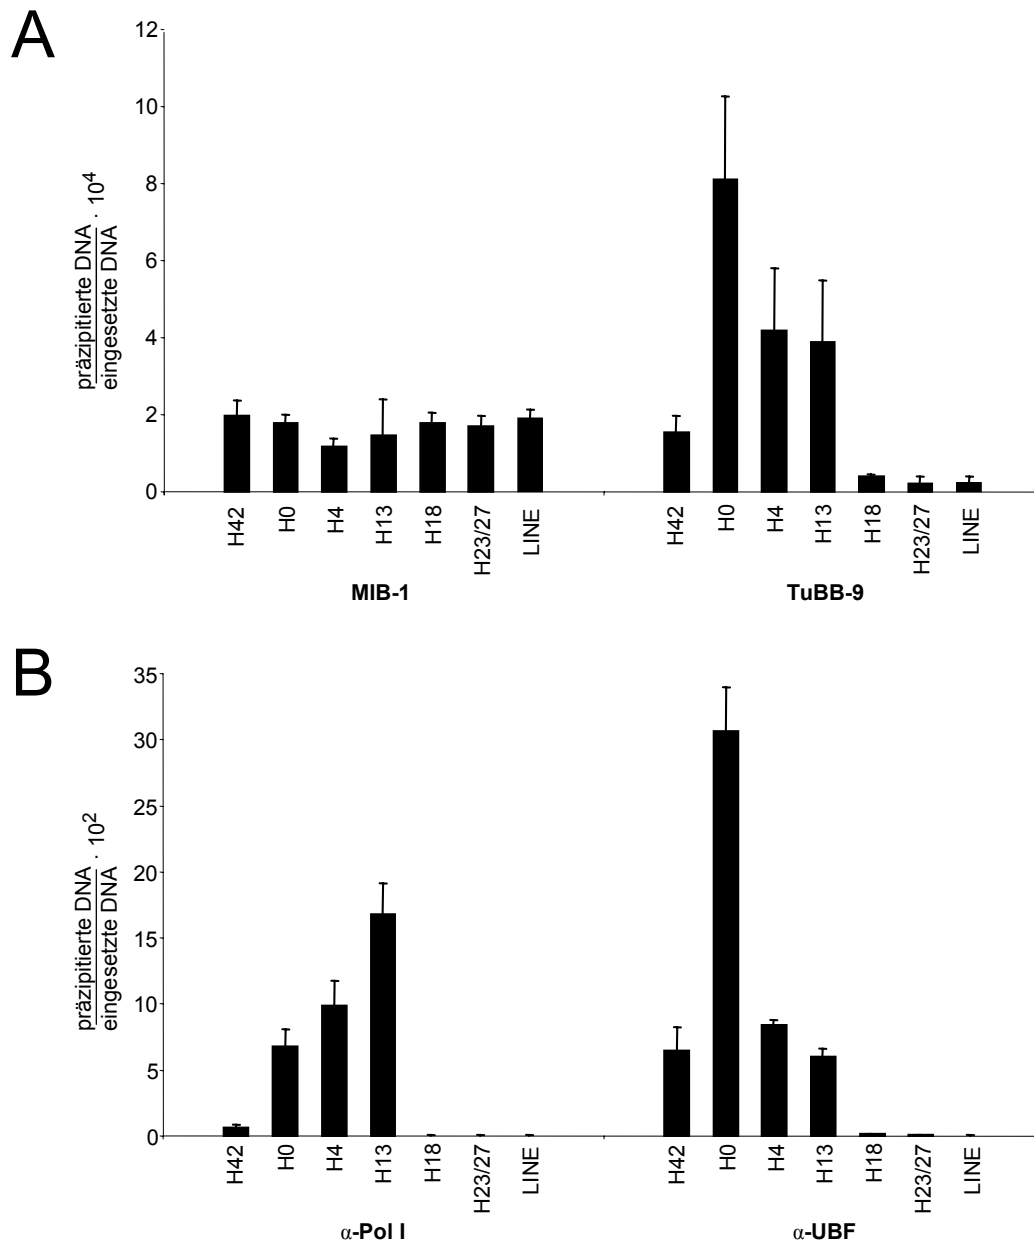 A
12
10
8
6
4
2
0
präzipitierte DNA
eingesetzte DNA
· 10⁴
H42 H0 H4 H13 H18 H23/27 LINE H42 H0 H4 H13 H18 H23/27 LINE
MIB-1 TuBB-9
B
35
30
25
20
15
10
5
0
präzipitierte DNA
eingesetzte DNA
· 10²
H42 H0 H4 H13 H18 H23/27 LINE H42 H0 H4 H13 H18 H23/27 LINE
α-Pol I α-UBF